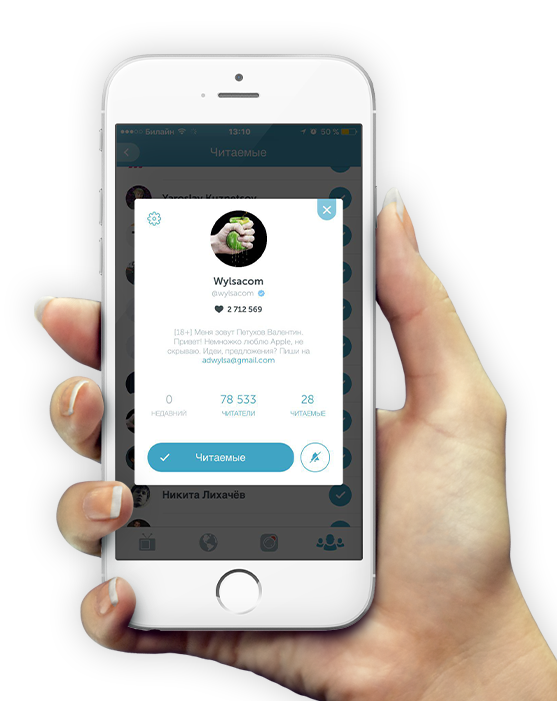 Билайн 13:10 50 %
Читаемые
Yaroslav Kuznetsov
Wylsacom
@wylsacom
2 712 569
[18+] Меня зовут Петухов Валентин.
Привет! Немножко люблю Apple, не
скрываю. Идеи, предложения? Пиши на
adwylsa@gmail.com
0 78 533 28
НЕДАВНИЙ ЧИТАТЕЛИ ЧИТАЕМЫЕ
Читаемые
Никита Лихачёв